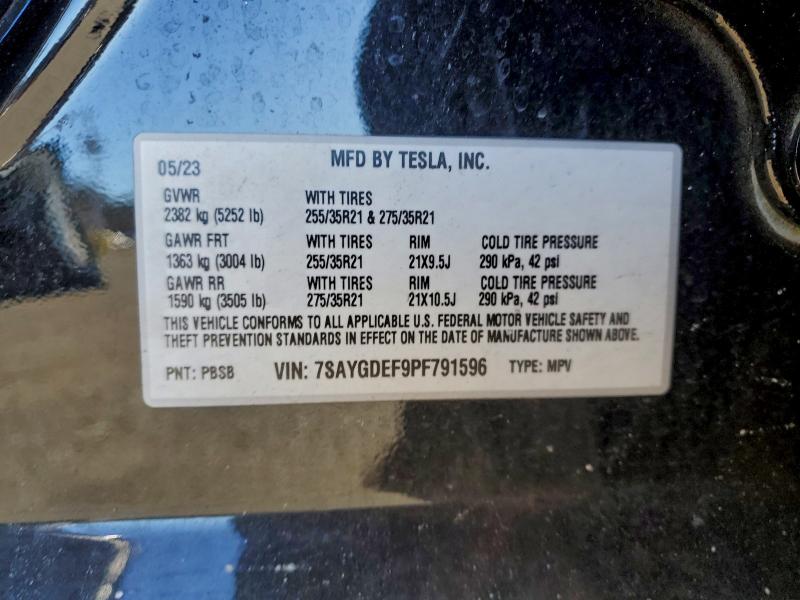 05/23 MFD BY TESLA, INC.
GVWR WITH TIRES
2382 kg (5252 lb) 255/35R21 & 275/35R21
GAWR FRT WITH TIRES RIM COLD TIRE PRESSURE
1363 kg (3004 lb) 255/35R21 21X9.5J 290 kPa, 42 psi
GAWR RR WITH TIRES RIM COLD TIRE PRESSURE
1590 kg (3505 lb) 275/35R21 21X10.5J 290 kPa, 42 psi
THIS VEHICLE CONFORMS TO ALL APPLICABLE U.S. FEDERAL MOTOR VEHICLE SAFETY AND
THEFT PREVENTION STANDARDS IN EFFECT ON THE DATE OF MANUFACTURE SHOWN ABOVE.
PNT: PBSB VIN: 7SAYGDEF9PF791596 TYPE: MPV